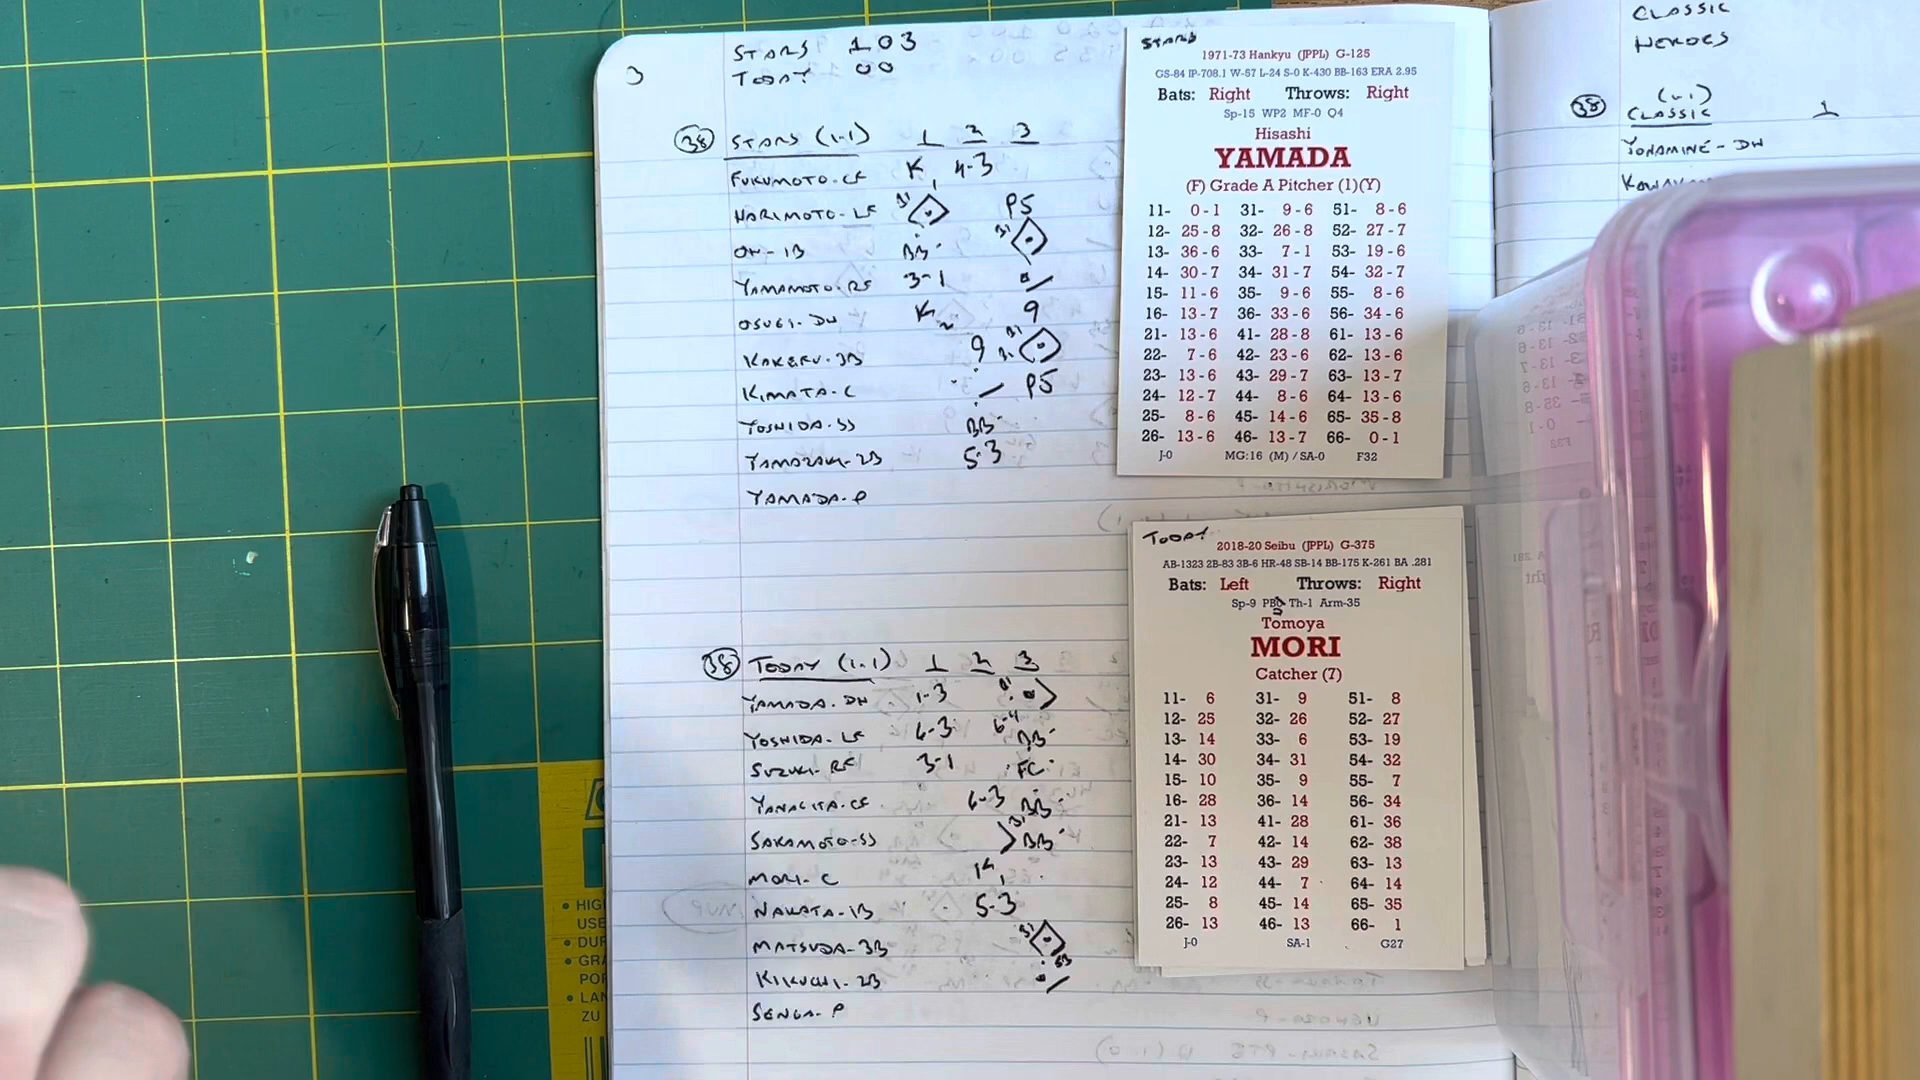 3
STARS 103
TODAY 00
38 STARS (1-1) 1 2 3
FUKUMOTO-CF K 4-3
HARIMOTO-LF P5
OH-1B BB
YAMAMOTO-RF 3-1
OSUGI-DH K 9
KAKEFU-3B 9
KIMATA-C P5
YOSHIDA-SS BB
YAMAZAKI-2B 5-3
YAMADA-P
STARS
1971-73 Hankyu (JPPL) G-125
GS-84 IP-708.1 W-57 L-24 S-0 K-430 BB-163 ERA 2.95
Bats: Right Throws: Right
Sp-15 WP2 MF-0 Q4
Hisashi
YAMADA
(F) Grade A Pitcher (1)(Y)
11- 0-1 31- 9-6 51- 8-6
12- 25-8 32- 26-8 52- 27-7
13- 36-6 33- 7-1 53- 19-6
14- 30-7 34- 31-7 54- 32-7
15- 11-6 35- 9-6 55- 8-6
16- 13-7 36- 33-6 56- 34-6
21- 13-6 41- 28-8 61- 13-6
22- 7-6 42- 23-6 62- 13-6
23- 13-6 43- 29-7 63- 13-7
24- 12-7 44- 8-6 64- 13-6
25- 8-6 45- 14-6 65- 35-8
26- 13-6 46- 13-7 66- 0-1
J-0 MG:16 (M) /SA-0 F32
38 TODAY (1-1) 1 2 3
YAMADA-DH 1-3
YOSHIDA-LF 6-3 6-4 BB
SUZUKI-RF 3-1 FC
YANAGITA-CF 6-3 BB
SAKAMOTO-SS BB
MORI-C K
NAKATA-1B 5-3
MATSUDA-3B
KIKUCHI-2B
SENGA-P
TODAY
2018-20 Seibu (JPPL) G-375
AB-1323 2B-83 3B-6 HR-48 SB-14 BB-175 K-261 BA .281
Bats: Left Throws: Right
Sp-9 Th-1 Arm-35
Tomoya
MORI
Catcher (7)
11- 6 31- 9 51- 8
12- 25 32- 26 52- 27
13- 14 33- 6 53- 19
14- 30 34- 31 54- 32
15- 10 35- 9 55- 7
16- 28 36- 14 56- 34
21- 13 41- 28 61- 36
22- 7 42- 14 62- 38
23- 13 43- 29 63- 13
24- 12 44- 7 64- 14
25- 8 45- 14 65- 35
26- 13 46- 13 66- 1
J-0 SA-1 G27
CLASSIC
HEROES
38 (1-1)
CLASSIC 1
YONAMINE-DH
• HIG
USE
• DUR
• GRA
POR
• LAN
ZU